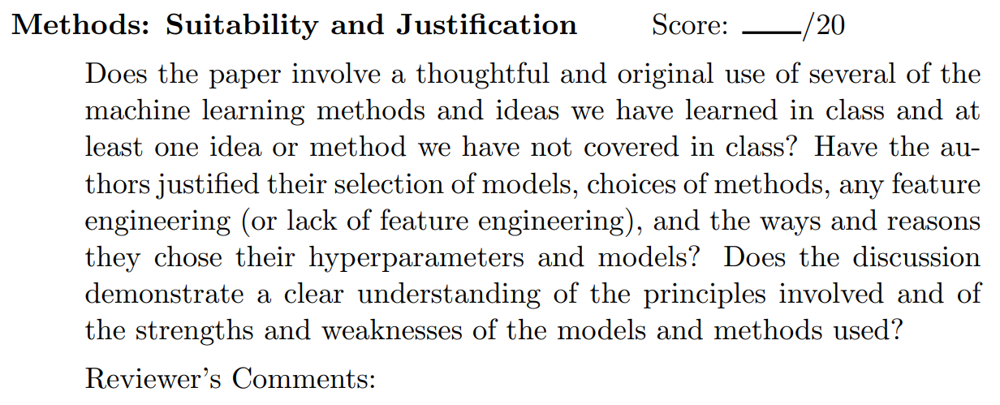 Methods: Suitability and Justification Score: ___/20
Does the paper involve a thoughtful and original use of several of the
machine learning methods and ideas we have learned in class and at
least one idea or method we have not covered in class? Have the au-
thors justified their selection of models, choices of methods, any feature
engineering (or lack of feature engineering), and the ways and reasons
they chose their hyperparameters and models? Does the discussion
demonstrate a clear understanding of the principles involved and of
the strengths and weaknesses of the models and methods used?
Reviewer's Comments: